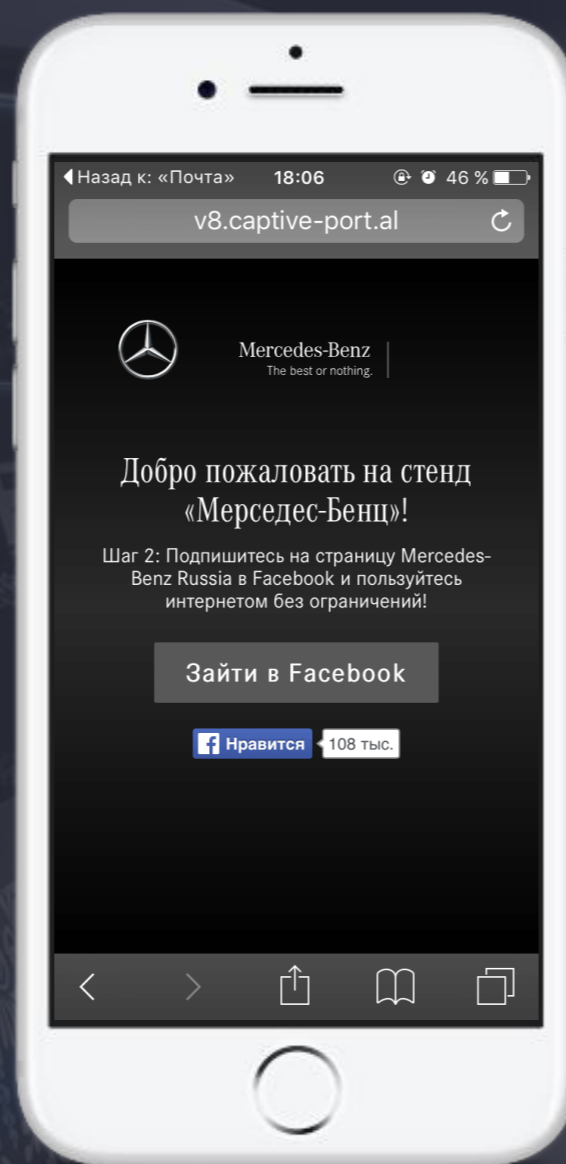 Назад к: «Почта» 18:06 46 %
v8.captive-port.al
Mercedes-Benz
The best or nothing.
Добро пожаловать на стенд
«Мерседес-Бенц»!
Шаг 2: Подпишитесь на страницу Mercedes-
Benz Russia в Facebook и пользуйтесь
интернетом без ограничений!
Зайти в Facebook
Нравится 108 тыс.